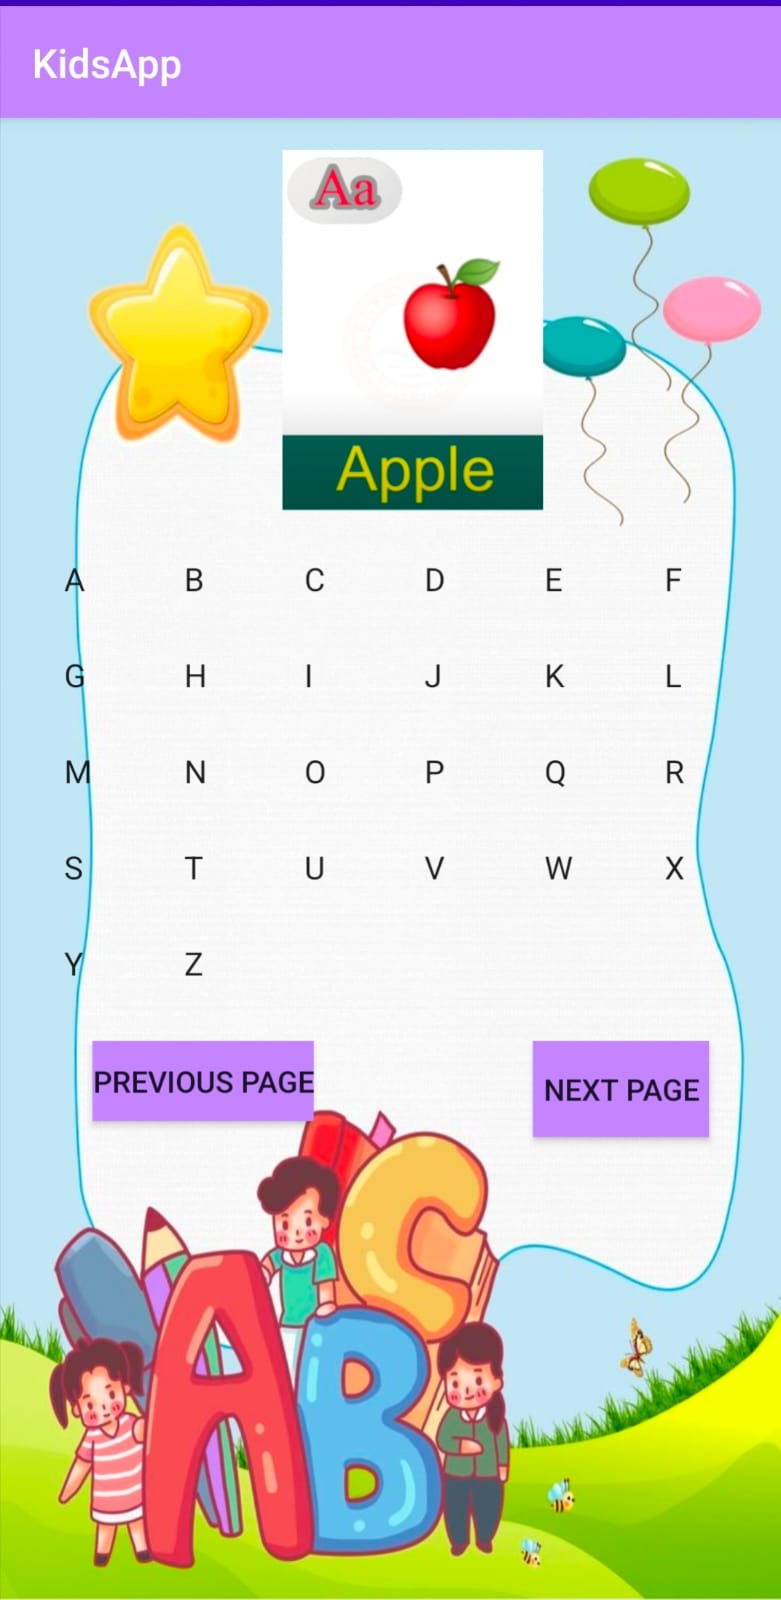 KidsApp
Aa
Apple
A B C D E F
G H I J K L
M N O P Q R
S T U V W X
Y Z
PREVIOUS PAGE NEXT PAGE
A B C